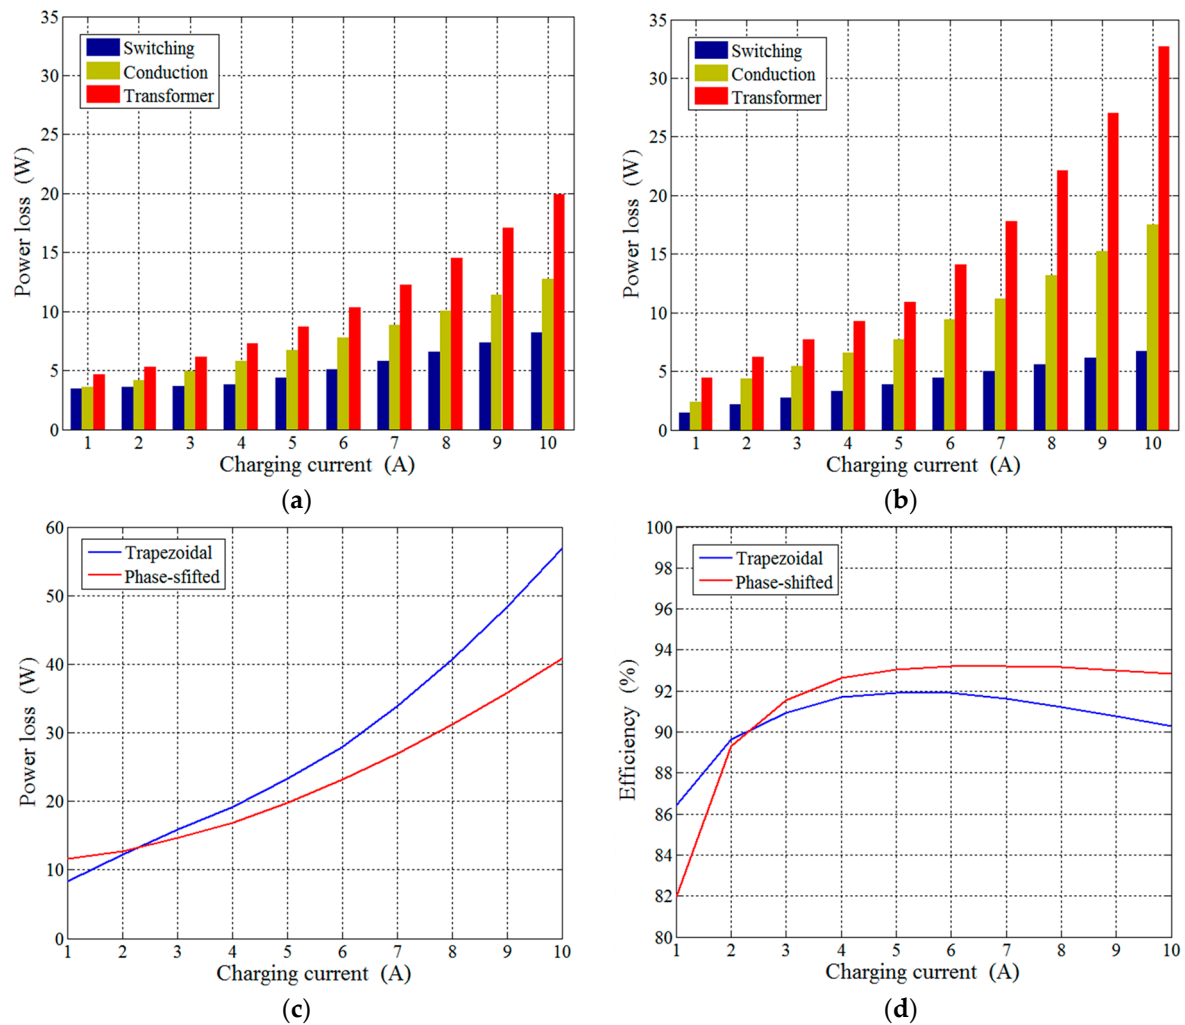 35
30
25
20
15
10
5
0
Power loss (W)
Switching
Conduction
Transformer
1 2 3 4 5 6 7 8 9 10
Charging current (A)
(a)
35
30
25
20
15
10
5
0
Power loss (W)
Switching
Conduction
Transformer
1 2 3 4 5 6 7 8 9 10
Charging current (A)
(b)
60
50
40
30
20
10
0
Power loss (W)
Trapezoidal
Phase-sfifted
1 2 3 4 5 6 7 8 9 10
Charging current (A)
(c)
100
98
96
94
92
90
88
86
84
82
80
Efficiency (%)
Trapezoidal
Phase-shifted
1 2 3 4 5 6 7 8 9 10
Charging current (A)
(d)